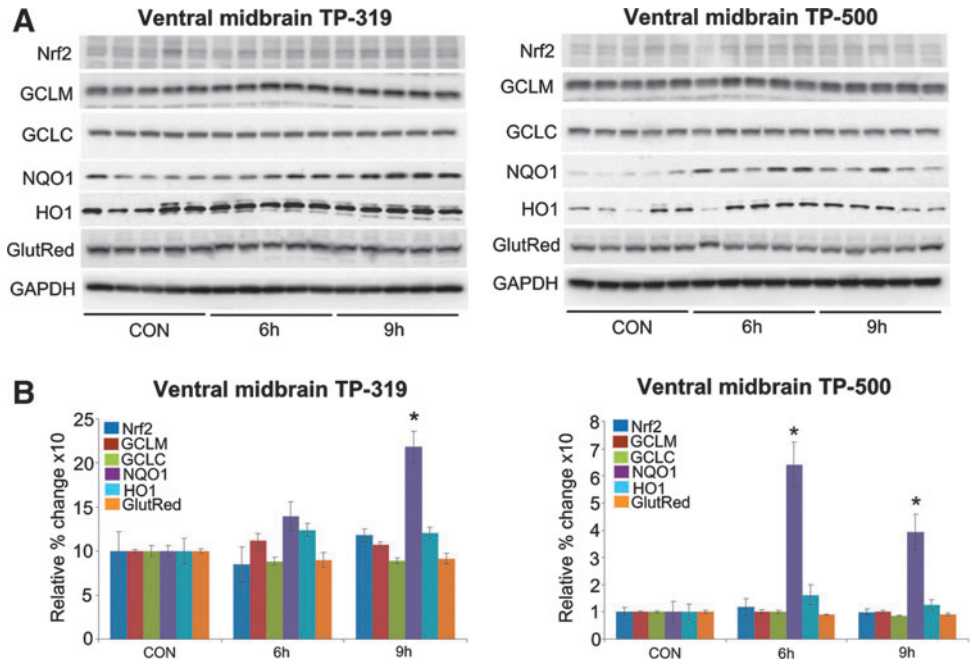 A
Ventral midbrain TP-319
Nrf2
GCLM
GCLC
NQO1
HO1
GlutRed
GAPDH
CON 6h 9h
Ventral midbrain TP-500
Nrf2
GCLM
GCLC
NQO1
HO1
GlutRed
GAPDH
CON 6h 9h
B
Ventral midbrain TP-319
Relative % change x10
25
20
15
10
5
0
Nrf2
GCLM
GCLC
NQO1
HO1
GlutRed
*
CON 6h 9h
Ventral midbrain TP-500
Relative % change x10
8
7
6
5
4
3
2
1
0
Nrf2
GCLM
GCLC
NQO1
HO1
GlutRed
*
*
CON 6h 9h